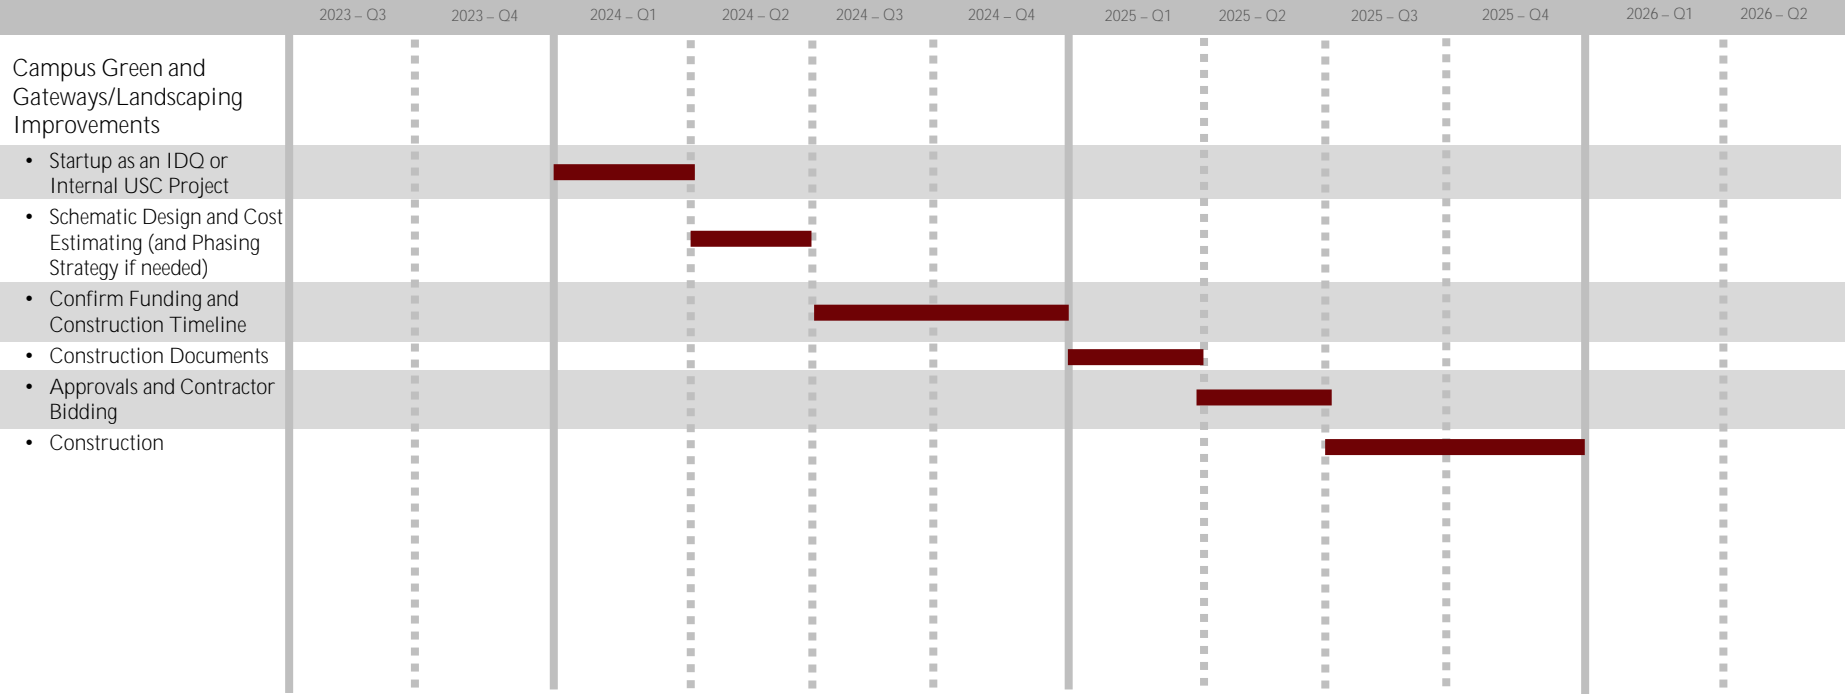 2023 – Q3 2023 – Q4 2024 – Q1 2024 – Q2 2024 – Q3 2024 – Q4 2025 – Q1 2025 – Q2 2025 – Q3 2025 – Q4 2026 – Q1 2026 – Q2
Campus Green and
Gateways/Landscaping
Improvements
• Startup as an IDQ or
Internal USC Project
• Schematic Design and Cost
Estimating (and Phasing
Strategy if needed)
• Confirm Funding and
Construction Timeline
• Construction Documents
• Approvals and Contractor
Bidding
• Construction